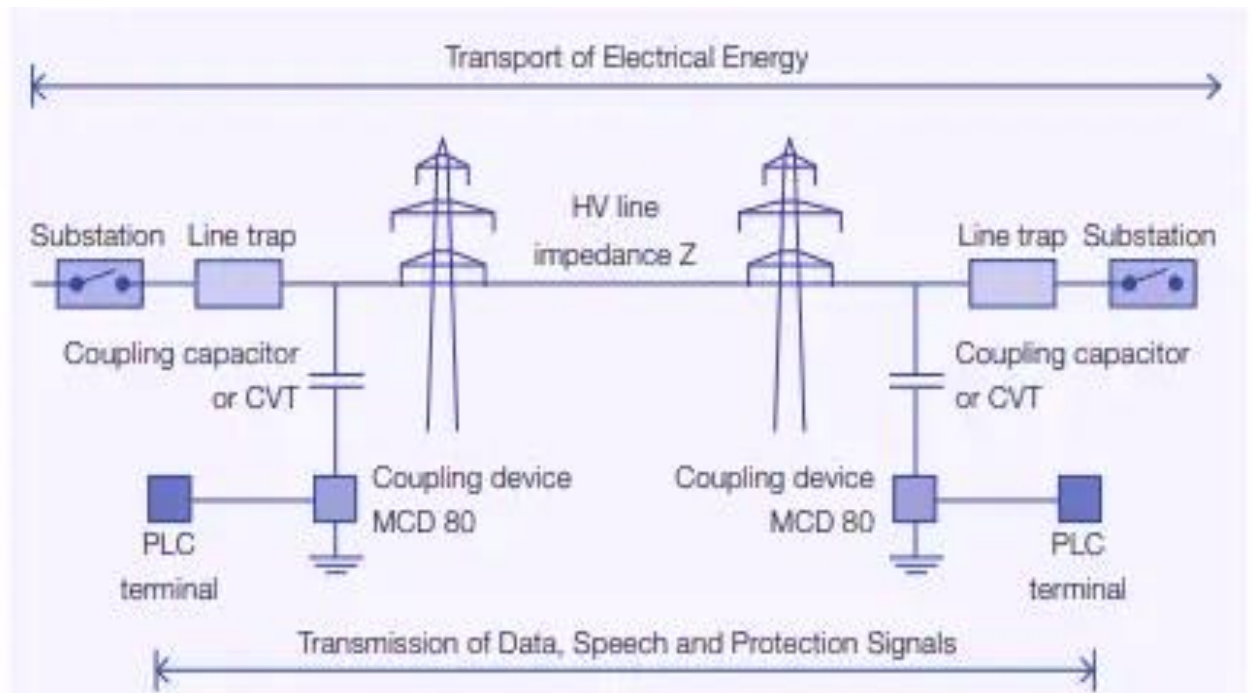 Transport of Electrical Energy
HV line
impedance Z
Substation Line trap
Line trap Substation
Coupling capacitor
or CVT
Coupling capacitor
or CVT
Coupling device
MCD 80
Coupling device
MCD 80
PLC
terminal
PLC
terminal
Transmission of Data, Speech and Protection Signals